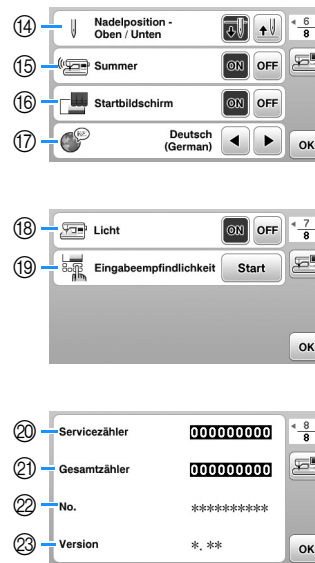 ⑭ Nadelposition -
Oben / Unten
6
8
⑮ Summer ON OFF
⑯ Startbildschirm ON OFF
⑰ Deutsch
(German)
OK
⑱ Licht ON OFF
7
8
⑲ Eingabeempfindlichkeit Start
OK
⑳ Servicezähler 000000000
8
8
㉑ Gesamtzähler 000000000
㉒ No. **********
㉓ Version *. **
OK